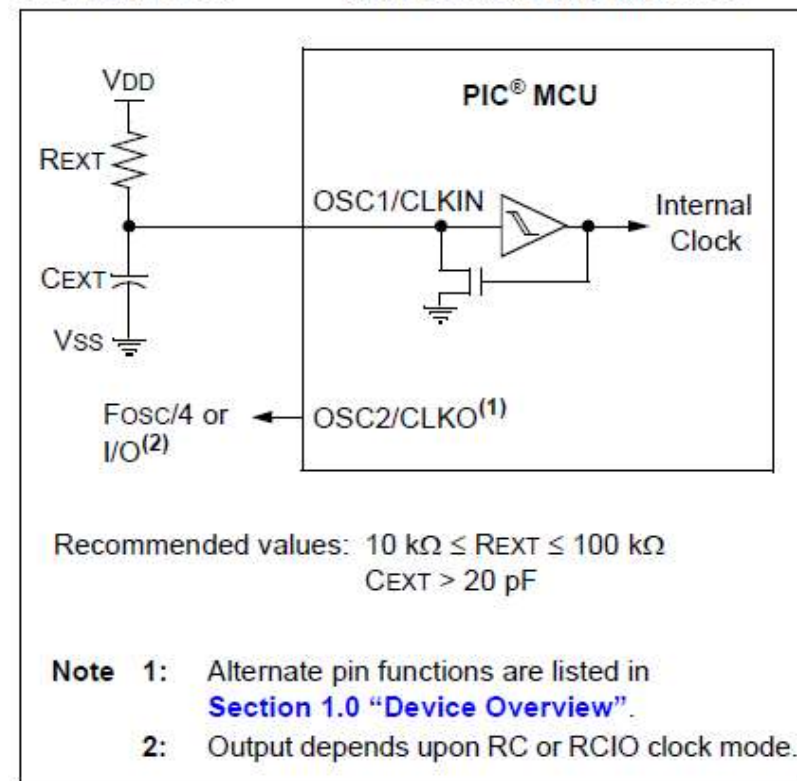 VDD
PIC® MCU
REXT
OSC1/CLKIN
Internal
Clock
CEXT
VSS
FOSC/4 or
I/O(2)
OSC2/CLKO(1)
Recommended values: 10 kΩ ≤ REXT ≤ 100 kΩ
CEXT > 20 pF
Note 1: Alternate pin functions are listed in
Section 1.0 “Device Overview”.
2: Output depends upon RC or RCIO clock mode.